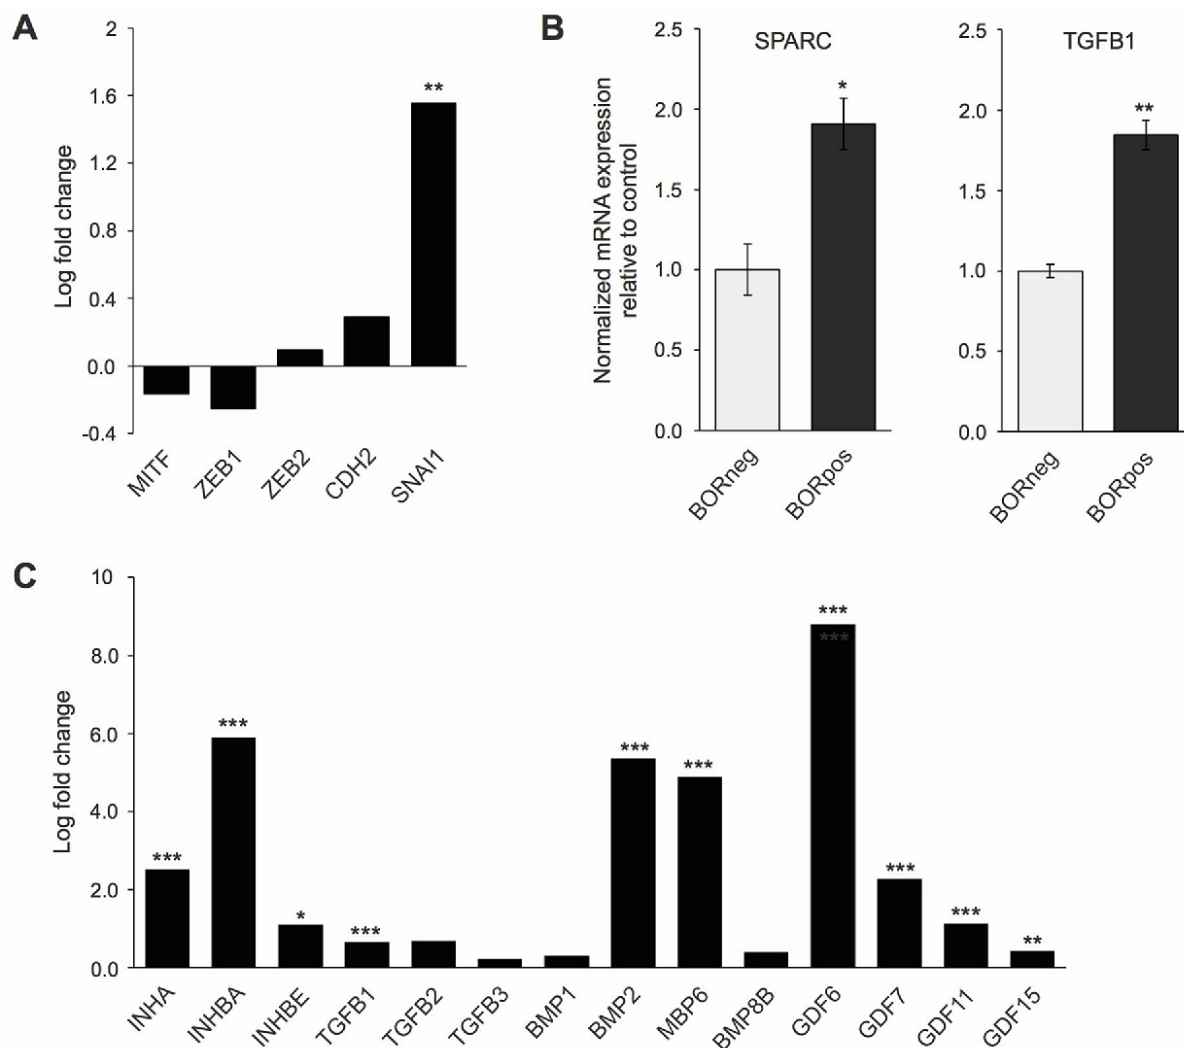 A
2
1.6
1.2
0.8
0.4
0.0
-0.4
Log fold change
**
MITF
ZEB1
ZEB2
CDH2
SNAI1
B
2.5
2.0
1.5
1.0
0.5
0.0
Normalized mRNA expression
relative to control
SPARC
*
BORneg
BORpos
2.5
2.0
1.5
1.0
0.5
0.0
TGFB1
**
BORneg
BORpos
C
10
8.0
6.0
4.0
2.0
0.0
Log fold change
***
***
*
***
***
***
***
***
***
***
**
INHA
INHBA
INHBE
TGFB1
TGFB2
TGFB3
BMP1
BMP2
MBP6
BMP8B
GDF6
GDF7
GDF11
GDF15